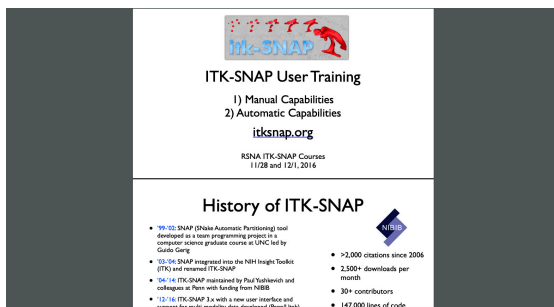 itk-SNAP
ITK-SNAP User Training
1) Manual Capabilities
2) Automatic Capabilities
itksnap.org
RSNA ITK-SNAP Courses
11/28 and 12/1, 2016
History of ITK-SNAP
NIBIB
• '99-'02: SNAP (SNake Automatic Partitioning) tool
developed as a team programming project in a
computer science graduate course at UNC led by
Guido Gerig
• '03-'04: SNAP integrated into the NIH Insight Toolkit
(ITK) and renamed ITK-SNAP
• '04-'14: ITK-SNAP maintained by Paul Yushkevich and
colleagues at Penn with funding from NIBIB
• '12-'16: ITK-SNAP 3.x with a new user interface and
• >2,000 citations since 2006
• 2,500+ downloads per
month
• 30+ contributors
• 147,000 lines of code